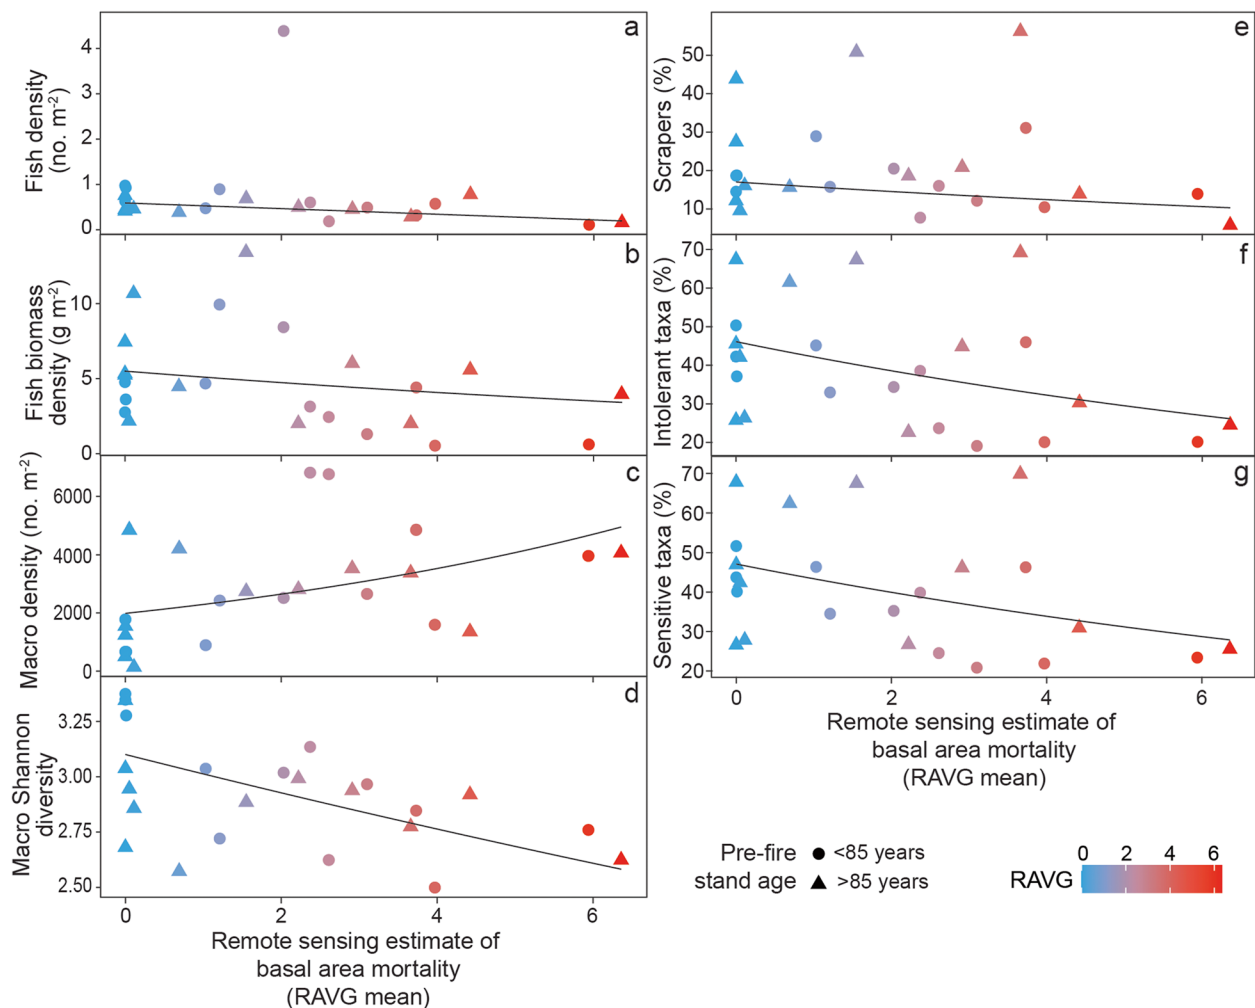 a
Fish density
(no. m-2)
4
3
2
1
0
b
Fish biomass
density (g m-2)
10
5
0
c
Macro density (no. m-2)
6000
4000
2000
0
d
Macro Shannon
diversity
3.25
3.00
2.75
2.50
0 2 4 6
Remote sensing estimate of
basal area mortality
(RAVG mean)
e
Scrapers (%)
50
40
30
20
10
f
Intolerant taxa (%)
70
60
50
40
30
20
g
Sensitive taxa (%)
70
60
50
40
30
20
0 2 4 6
Remote sensing estimate of
basal area mortality
(RAVG mean)
Pre-fire
stand age
<85 years
>85 years
0 2 4 6
RAVG